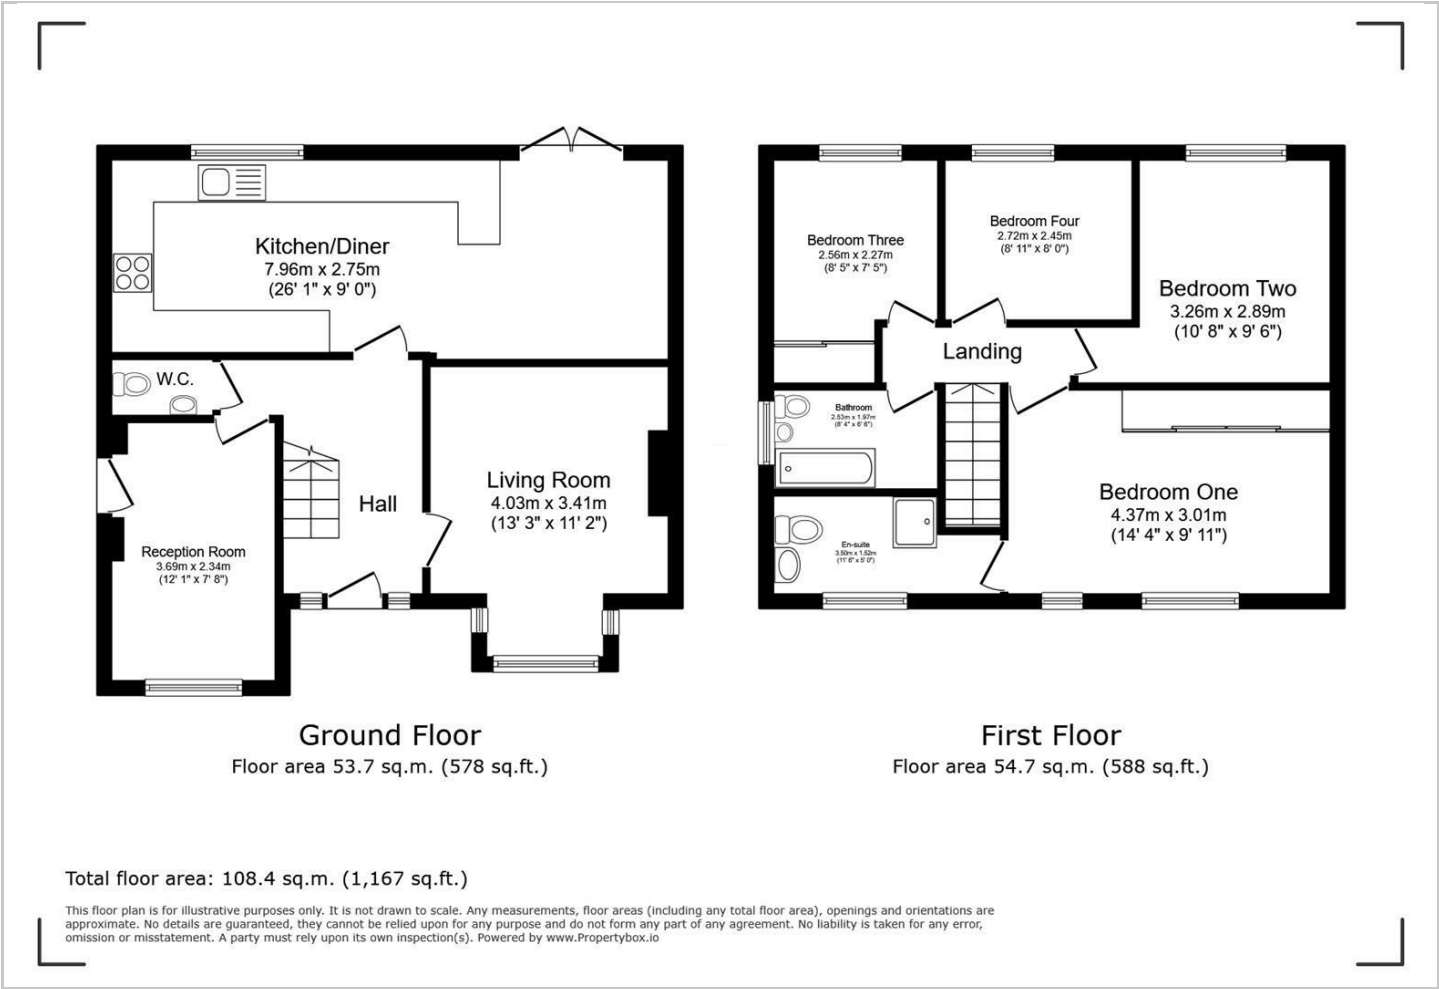 Kitchen/Diner
7.96m x 2.75m
(26' 1" x 9' 0")
W.C.
Hall
Living Room
4.03m x 3.41m
(13' 3" x 11' 2")
Reception Room
3.69m x 2.34m
(12' 1" x 7' 8")
Ground Floor
Floor area 53.7 sq.m. (578 sq.ft.)
Bedroom Three
2.56m x 2.27m
(8' 5" x 7' 5")
Bedroom Four
2.72m x 2.45m
(8' 11" x 8' 0")
Bedroom Two
3.26m x 2.89m
(10' 8" x 9' 6")
Landing
Bathroom
2.53m x 1.97m
(8' 4" x 6' 6")
Bedroom One
4.37m x 3.01m
(14' 4" x 9' 11")
En-suite
3.50m x 1.52m
(11' 6" x 5' 0")
First Floor
Floor area 54.7 sq.m. (588 sq.ft.)
Total floor area: 108.4 sq.m. (1,167 sq.ft.)
This floor plan is for illustrative purposes only. It is not drawn to scale. Any measurements, floor areas (including any total floor area), openings and orientations are
approximate. No details are guaranteed, they cannot be relied upon for any purpose and do not form any part of any agreement. No liability is taken for any error,
omission or misstatement. A party must rely upon its own inspection(s). Powered by www.Propertybox.io